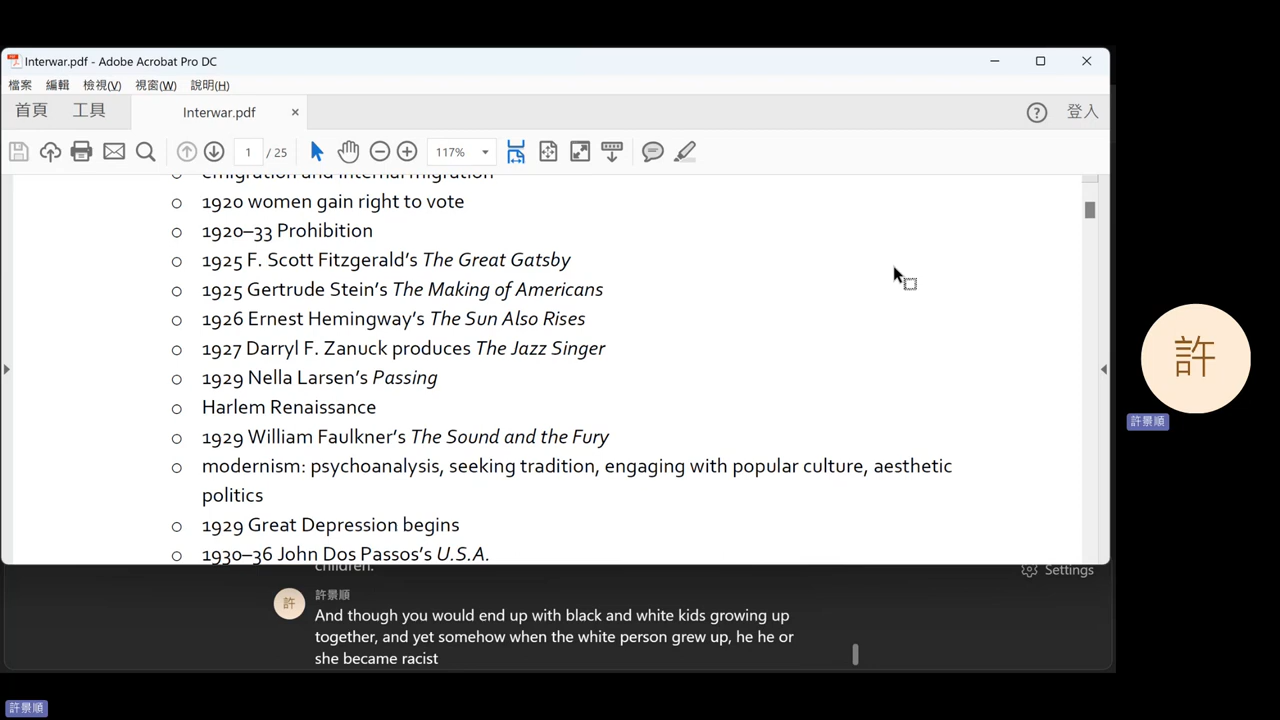 Interwar.pdf - Adobe Acrobat Pro DC
檔案 編輯 檢視(V) 視窗(W) 說明(H)
首頁 工具 Interwar.pdf × ? 登入
1 / 25 117%
emigration and internal migration
○ 1920 women gain right to vote
○ 1920–33 Prohibition
○ 1925 F. Scott Fitzgerald’s The Great Gatsby
○ 1925 Gertrude Stein’s The Making of Americans
○ 1926 Ernest Hemingway’s The Sun Also Rises
○ 1927 Darryl F. Zanuck produces The Jazz Singer
○ 1929 Nella Larsen’s Passing
○ Harlem Renaissance
○ 1929 William Faulkner’s The Sound and the Fury
○ modernism: psychoanalysis, seeking tradition, engaging with popular culture, aesthetic
politics
○ 1929 Great Depression begins
○ 1930–36 John Dos Passos’s U.S.A.
children.
Settings
許
許景順
And though you would end up with black and white kids growing up
together, and yet somehow when the white person grew up, he he or
she became racist
許
許景順
許景順